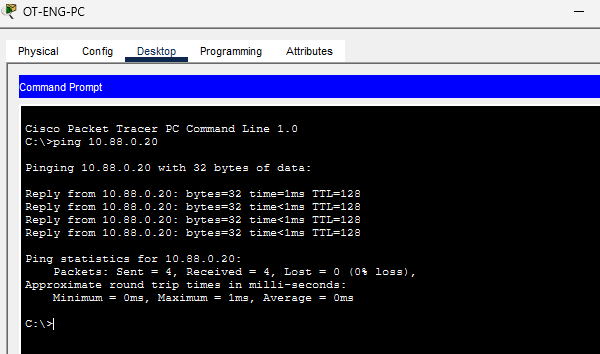 OT-ENG-PC
Physical Config Desktop Programming Attributes
Command Prompt
Cisco Packet Tracer PC Command Line 1.0
C:\>ping 10.88.0.20
Pinging 10.88.0.20 with 32 bytes of data:
Reply from 10.88.0.20: bytes=32 time=1ms TTL=128
Reply from 10.88.0.20: bytes=32 time<1ms TTL=128
Reply from 10.88.0.20: bytes=32 time<1ms TTL=128
Reply from 10.88.0.20: bytes=32 time<1ms TTL=128
Ping statistics for 10.88.0.20:
Packets: Sent = 4, Received = 4, Lost = 0 (0% loss),
Approximate round trip times in milli-seconds:
Minimum = 0ms, Maximum = 1ms, Average = 0ms
C:\>